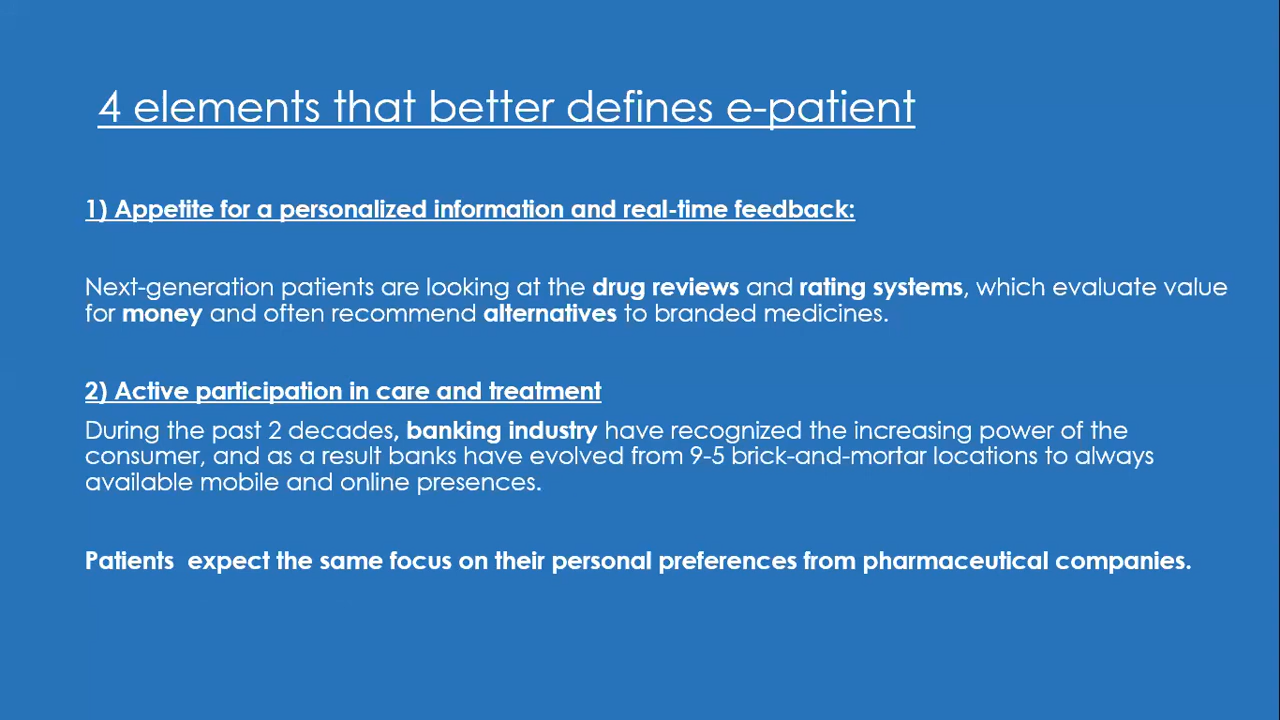 4 elements that better defines e-patient
1) Appetite for a personalized information and real-time feedback:
Next-generation patients are looking at the drug reviews and rating systems, which evaluate value
for money and often recommend alternatives to branded medicines.
2) Active participation in care and treatment
During the past 2 decades, banking industry have recognized the increasing power of the
consumer, and as a result banks have evolved from 9-5 brick-and-mortar locations to always
available mobile and online presences.
Patients  expect the same focus on their personal preferences from pharmaceutical companies.